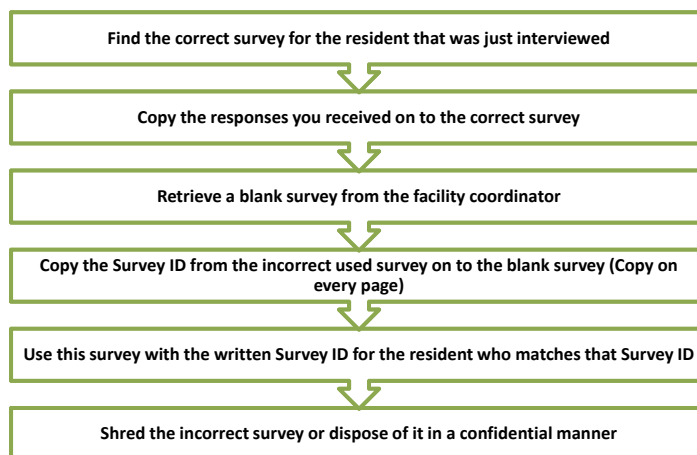 Find the correct survey for the resident that was just interviewed
Copy the responses you received on to the correct survey
Retrieve a blank survey from the facility coordinator
Copy the Survey ID from the incorrect used survey on to the blank survey (Copy on
every page)
Use this survey with the written Survey ID for the resident who matches that Survey ID
Shred the incorrect survey or dispose of it in a confidential manner